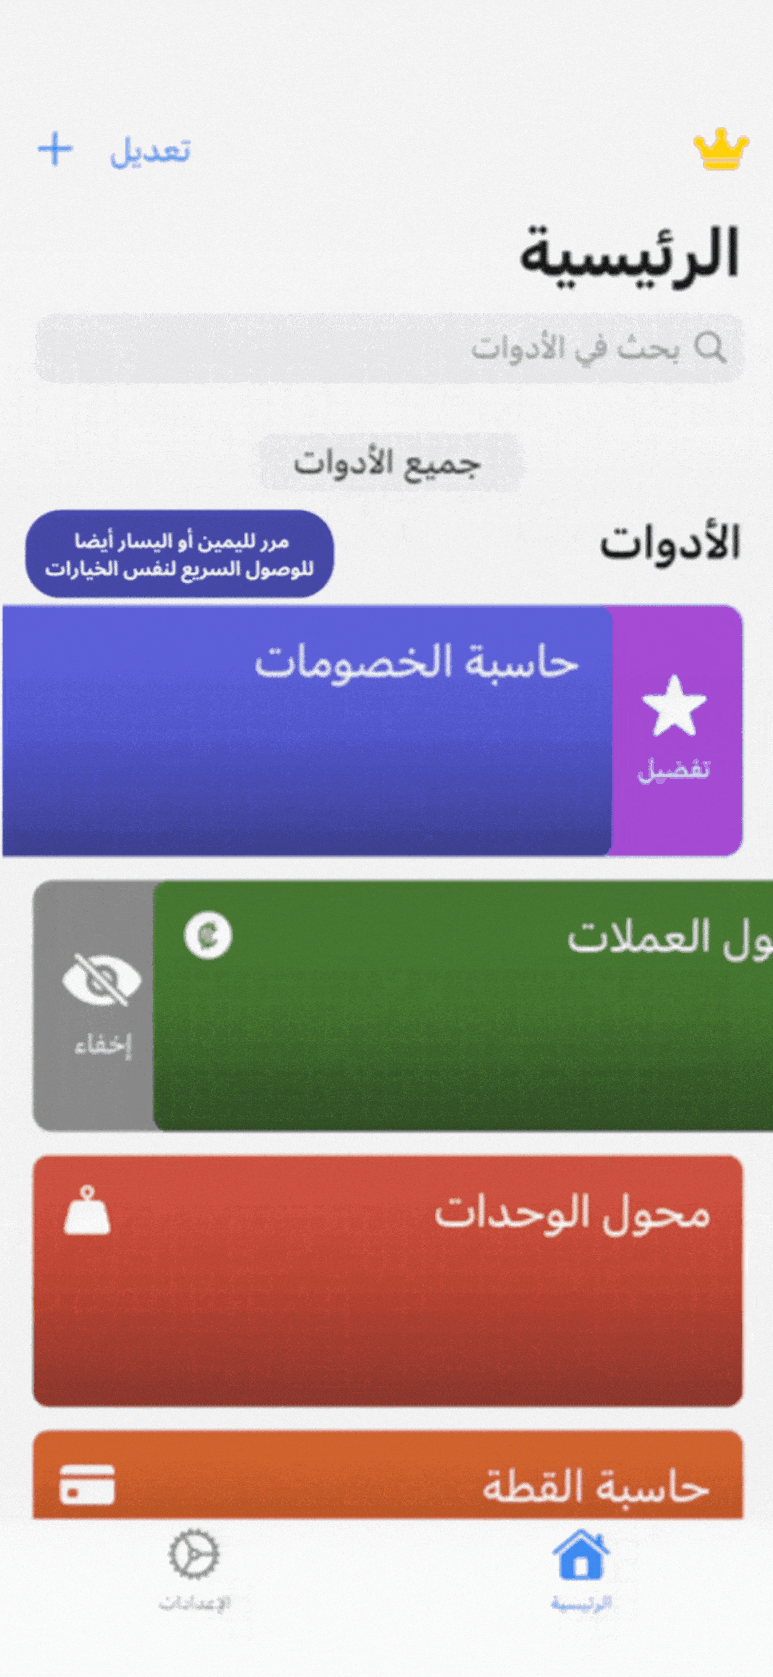 تعديل
الرئيسية
بحث في الأدوات
جميع الأدوات
الأدوات
مرر لليمين أو اليسار أيضا
للوصول السريع لنفس الخيارات
حاسبة الخصومات
تفضيل
ول العملات
إخفاء
محول الوحدات
حاسبة القطة
الرئيسية
الإعدادات